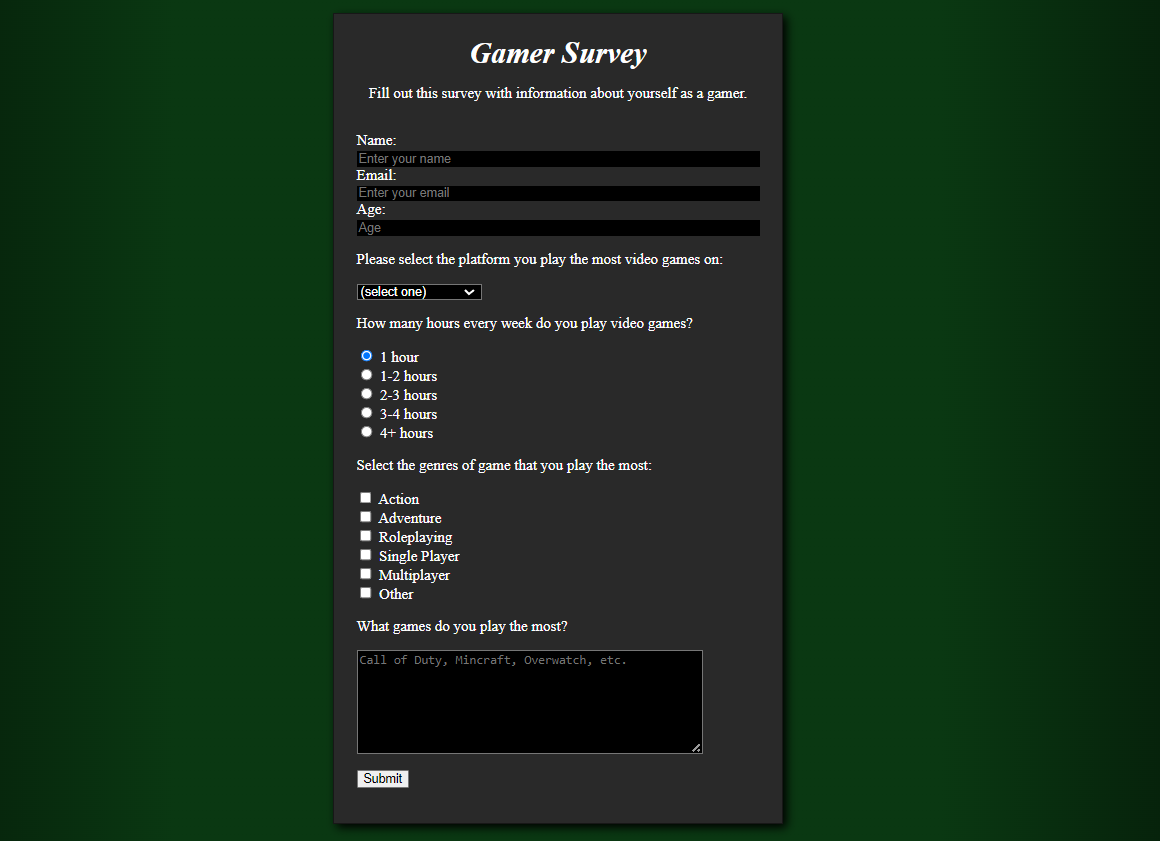 Gamer Survey
Fill out this survey with information about yourself as a gamer.
Name:
Enter your name
Email:
Enter your email
Age:
Age
Please select the platform you play the most video games on:
(select one)
How many hours every week do you play video games?
1 hour
1-2 hours
2-3 hours
3-4 hours
4+ hours
Select the genres of game that you play the most:
Action
Adventure
Roleplaying
Single Player
Multiplayer
Other
What games do you play the most?
Call of Duty, Mincraft, Overwatch, etc.
Submit